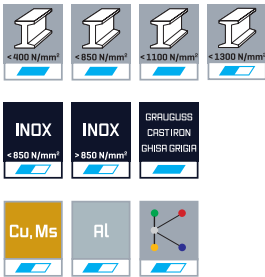 <400 N/mm²
<850 N/mm²
<1100 N/mm²
<1300 N/mm²
INOX
<850 N/mm²
INOX
>850 N/mm²
GRAUGUSS
CAST IRON
GHISA GRIGIA
Cu, Ms
Al